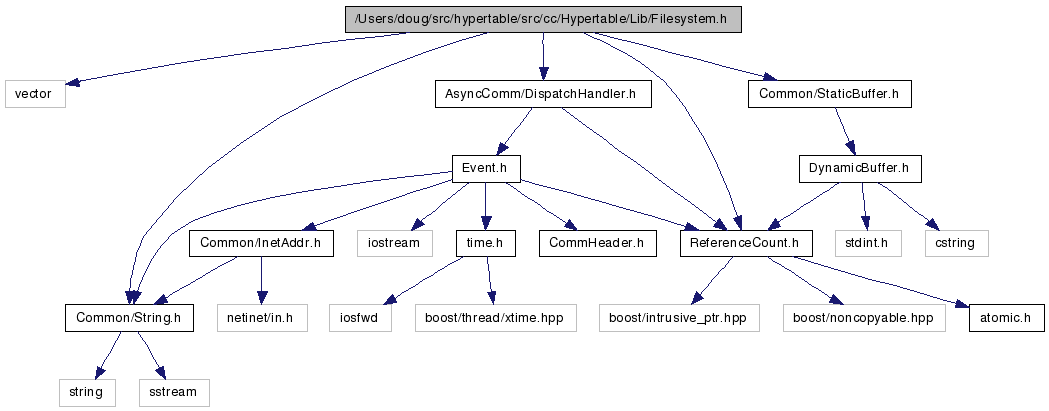 /Users/doug/src/hypertable/src/cc/Hypertable/Lib/Filesystem.h
vector
AsyncComm/DispatchHandler.h
Common/StaticBuffer.h
Event.h
DynamicBuffer.h
Common/InetAddr.h
iostream
time.h
CommHeader.h
ReferenceCount.h
stdint.h
cstring
Common/String.h
netinet/in.h
iosfwd
boost/thread/xtime.hpp
boost/intrusive_ptr.hpp
boost/noncopyable.hpp
atomic.h
string
sstream